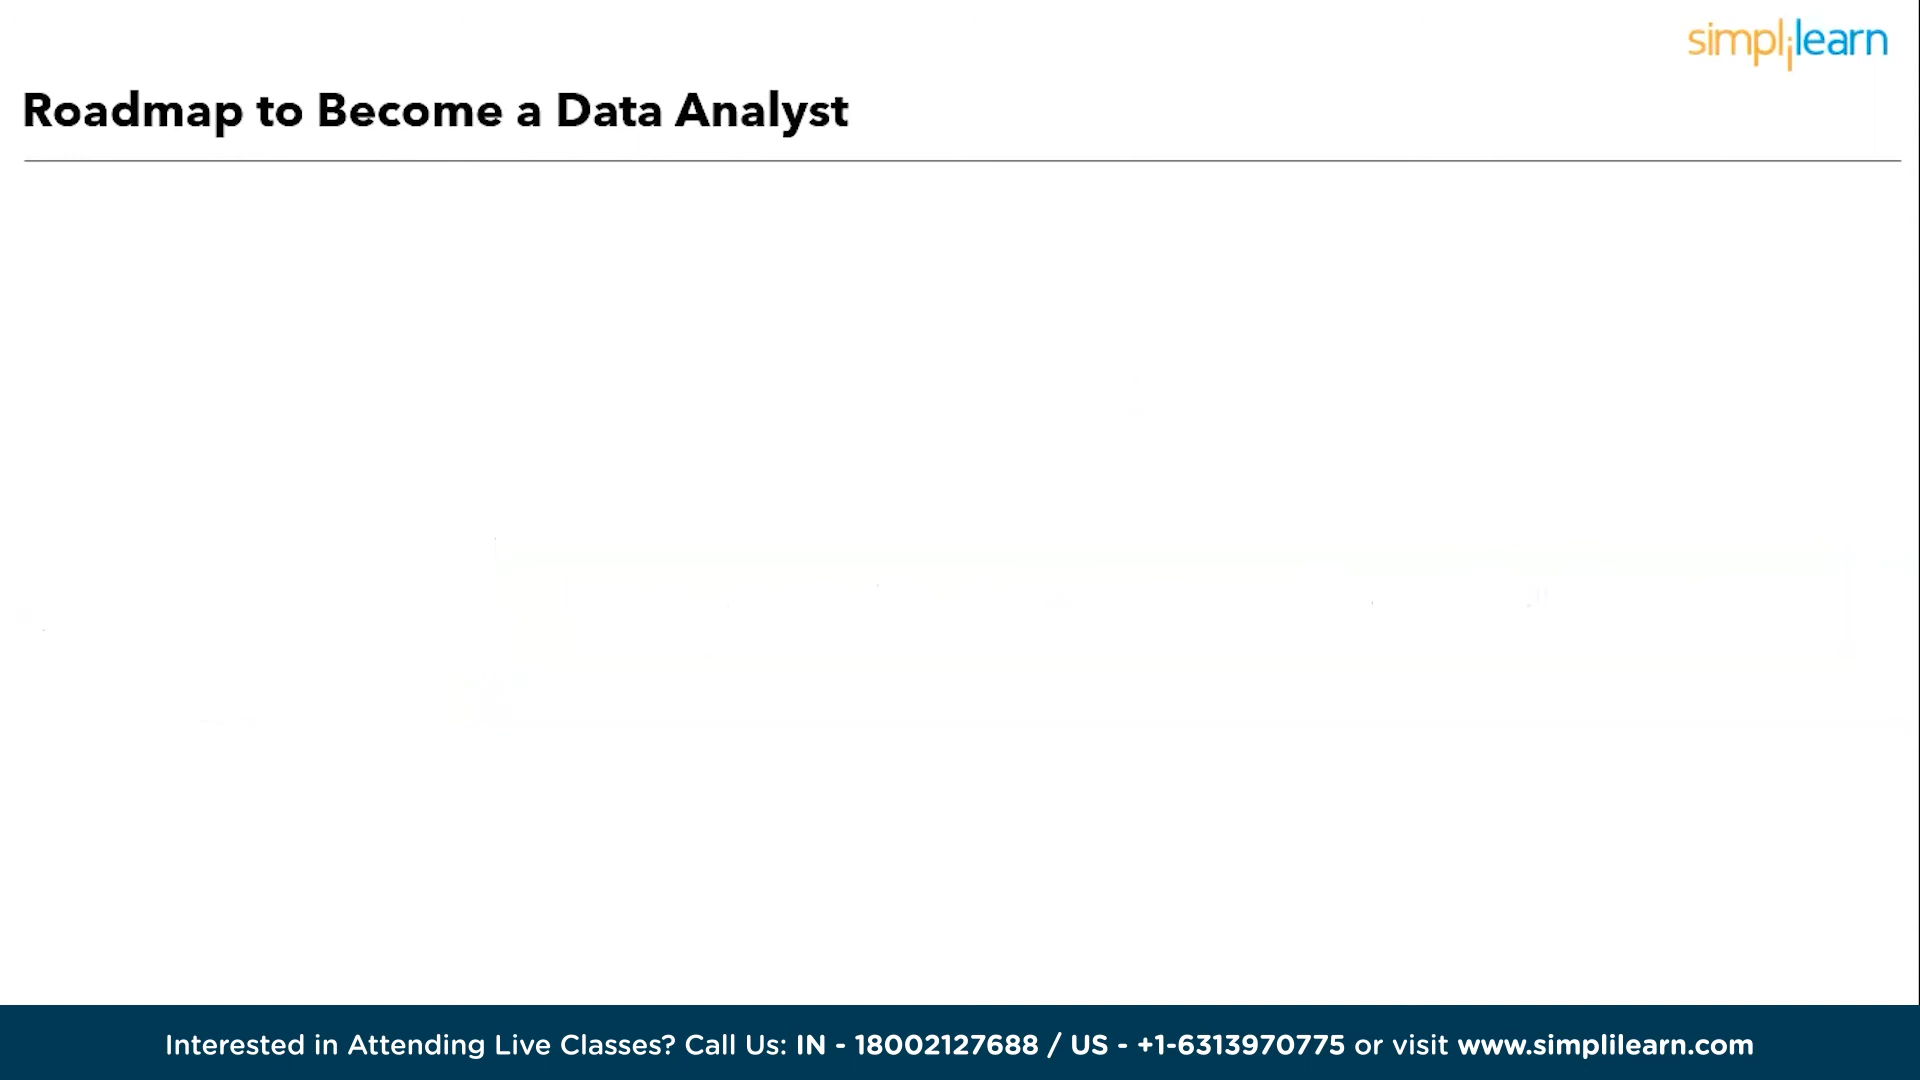 simplilearn
Roadmap to Become a Data Analyst
Interested in Attending Live Classes? Call Us: IN - 18002127688 / US - +1-6313970775 or visit www.simplilearn.com